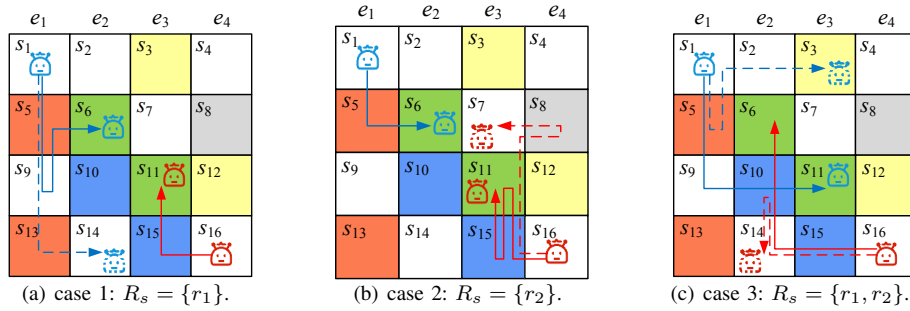 e1 e2 e3 e4 e1 e2 e3 e4 e1 e2 e3 e4
s1 s2 s3 s4 s1 s2 s3 s4 s1 s2 s3 s4
s5 s6 s7 s8 s5 s6 s7 s8 s5 s6 s7 s8
s9 s10 s11 s12 s9 s10 s11 s12 s9 s10 s11 s12
s13 s14 s15 s16 s13 s14 s15 s16 s13 s14 s15 s16
(a) case 1: Rs = {r1}. (b) case 2: Rs = {r2}. (c) case 3: Rs = {r1, r2}.